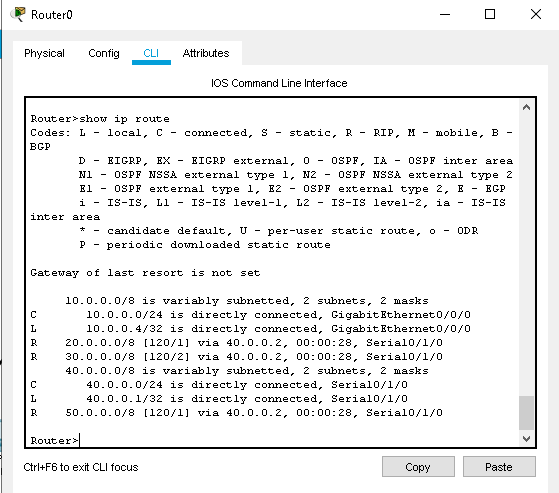 Router0
Physical Config CLI Attributes
IOS Command Line Interface
Router>show ip route
Codes: L - local, C - connected, S - static, R - RIP, M - mobile, B -
BGP
D - EIGRP, EX - EIGRP external, O - OSPF, IA - OSPF inter area
N1 - OSPF NSSA external type 1, N2 - OSPF NSSA external type 2
E1 - OSPF external type 1, E2 - OSPF external type 2, E - EGP
i - IS-IS, L1 - IS-IS level-1, L2 - IS-IS level-2, ia - IS-IS
inter area
* - candidate default, U - per-user static route, o - ODR
P - periodic downloaded static route
Gateway of last resort is not set
10.0.0.0/8 is variably subnetted, 2 subnets, 2 masks
C 10.0.0.0/24 is directly connected, GigabitEthernet0/0/0
L 10.0.0.4/32 is directly connected, GigabitEthernet0/0/0
R 20.0.0.0/8 [120/1] via 40.0.0.2, 00:00:28, Serial0/1/0
R 30.0.0.0/8 [120/2] via 40.0.0.2, 00:00:28, Serial0/1/0
40.0.0.0/8 is variably subnetted, 2 subnets, 2 masks
C 40.0.0.0/24 is directly connected, Serial0/1/0
L 40.0.0.1/32 is directly connected, Serial0/1/0
R 50.0.0.0/8 [120/1] via 40.0.0.2, 00:00:28, Serial0/1/0
Router>
Ctrl+F6 to exit CLI focus
Copy Paste